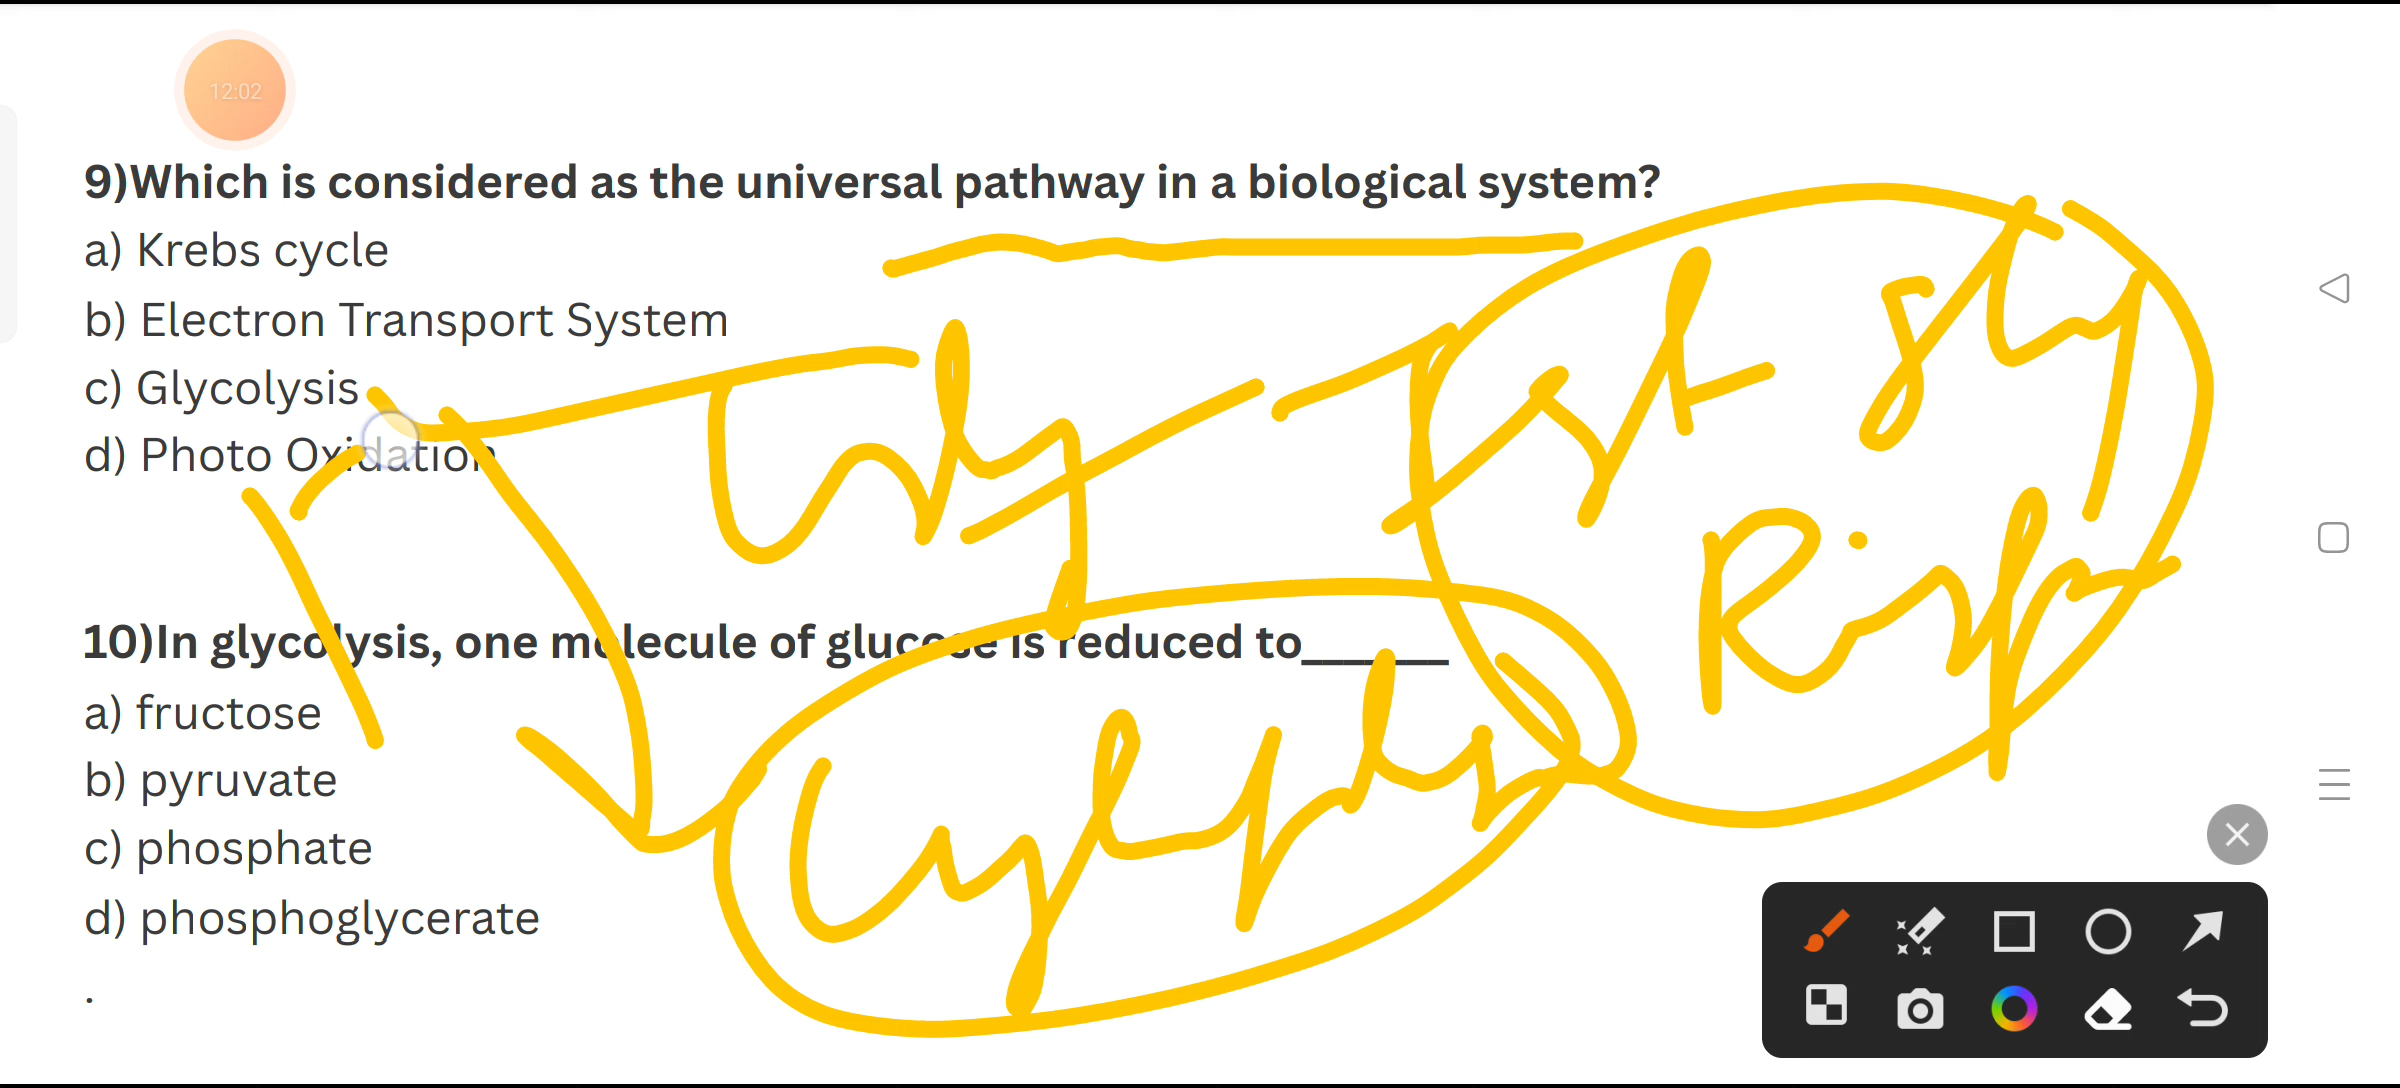 12:02
9)Which is considered as the universal pathway in a biological system?
a) Krebs cycle
b) Electron Transport System
c) Glycolysis
d) Photo Oxidation
10)In glycolysis, one molecule of glucose is reduced to_______
a) fructose
b) pyruvate
c) phosphate
d) phosphoglycerate
.